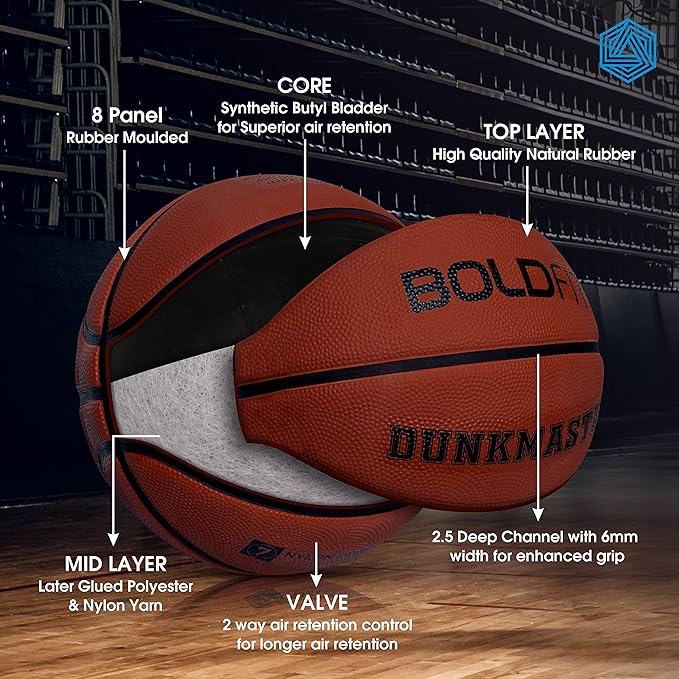 CORE
Synthetic Butyl Bladder
for Superior air retention
8 Panel
Rubber Moulded
TOP LAYER
High Quality Natural Rubber
BOLDFI
DUNKMAST
2.5 Deep Channel with 6mm
width for enhanced grip
7
NYLON
MID LAYER
Later Glued Polyester
& Nylon Yarn
VALVE
2 way air retention control
for longer air retention